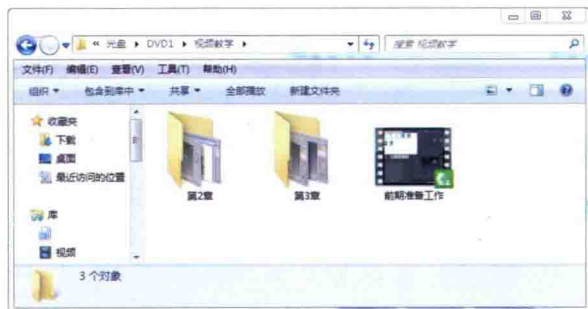 « 光盘 ▸ DVD1 ▸ 视频教学 ▸ 搜索 视频教学
文件(F) 编辑(E) 查看(V) 工具(T) 帮助(H)
组织 包含到库中 共享 全部播放 新建文件夹
收藏夹
下载
桌面
最近访问的位置
库
视频
第2章
第3章
前期准备工作
3 个对象